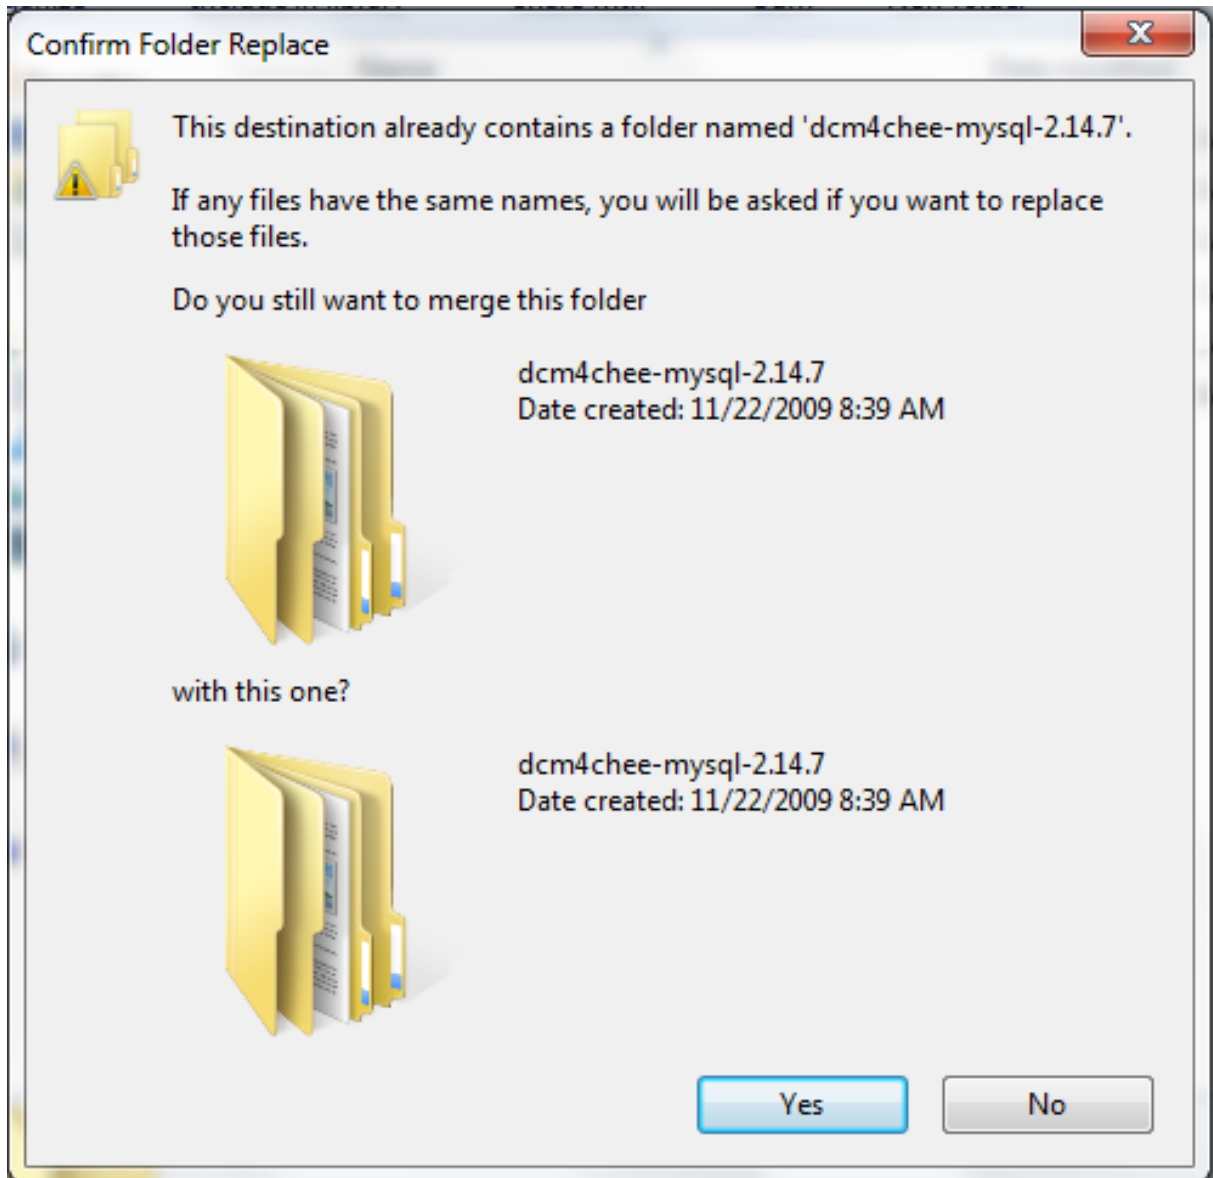 Confirm Folder Replace
This destination already contains a folder named 'dcm4chee-mysql-2.14.7'.
If any files have the same names, you will be asked if you want to replace
those files.
Do you still want to merge this folder
dcm4chee-mysql-2.14.7
Date created: 11/22/2009 8:39 AM
with this one?
dcm4chee-mysql-2.14.7
Date created: 11/22/2009 8:39 AM
Yes
No